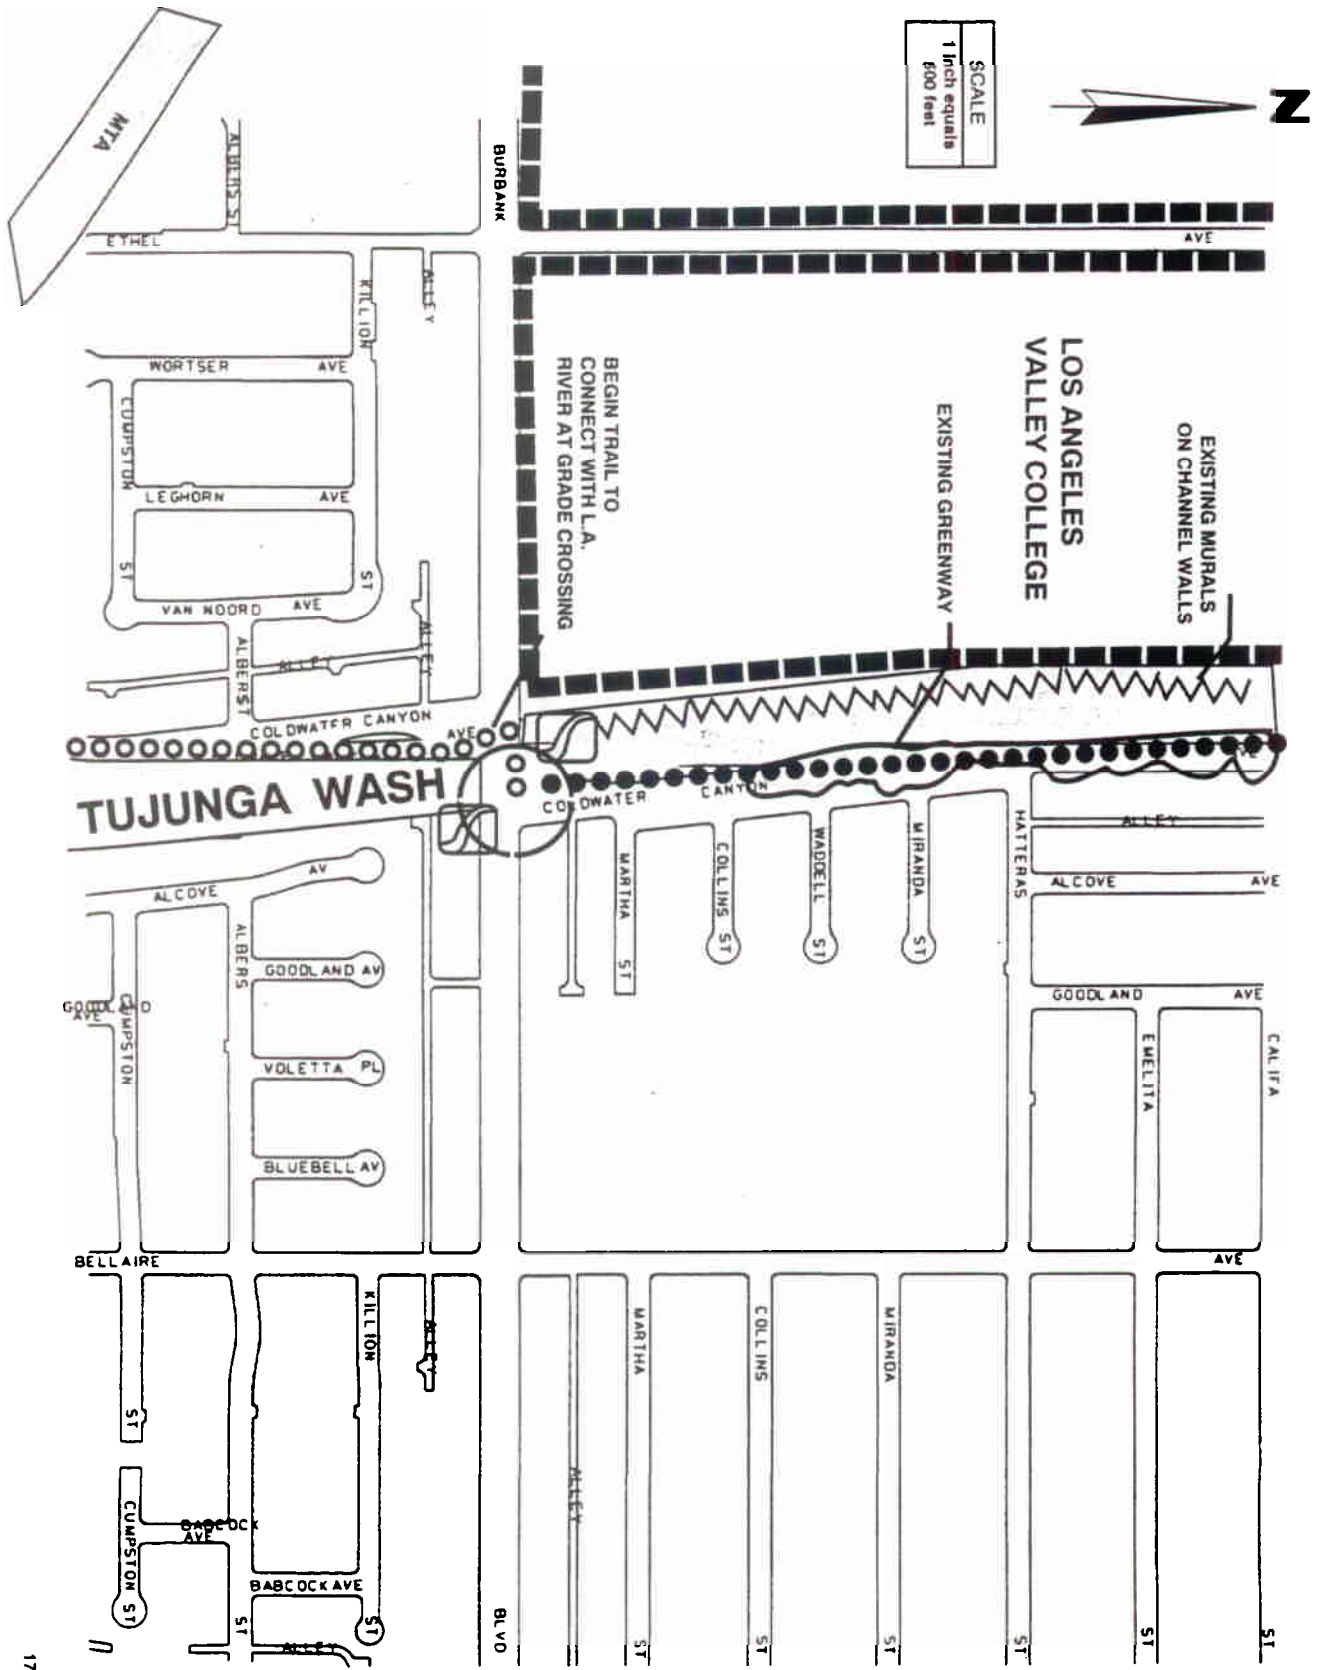 N
SCALE
1 inch equals
600 feet
MTA
ALBERS ST
BURBANK
ETHEL
AVE
KILLION
ALLEY
WORTSER
AVE
CUMPSTON
LEGHORN
AVE
ST
ST
VAN NOORD
AVE
ALBERS T
ALLEY
ALLEY
COLDWATER CANYON
AVE
BEGIN TRAIL TO
CONNECT WITH L.A.
RIVER AT GRADE CROSSING
LOS ANGELES
VALLEY COLLEGE
EXISTING GREENWAY
EXISTING MURALS
ON CHANNEL WALLS
TUJUNGA WASH
COLDWATER
CANYON
ALCOVE
AV
ALBERS
GOODLAND AV
GOODLAND
AVE
CUMPSTON
VOLETTA PL
BLUEBELL AV
MARTHA
ST
COLLINS ST
WADDELL
ST
MIRANDA
ST
HATTERAS
ALLEY
ALCOVE
AVE
GOODLAND
AVE
EMELITA
CALIFA
BELLAIRE
AVE
KILLION
ALLEY
ST
CUMPSTON ST
BABCOCK
AVE
BABCOCK AVE
ST
ST
ALLEY
BLVD
ALLEY
MARTHA
ST
COLLINS
ST
MIRANDA
ST
ST
ST
ST
17